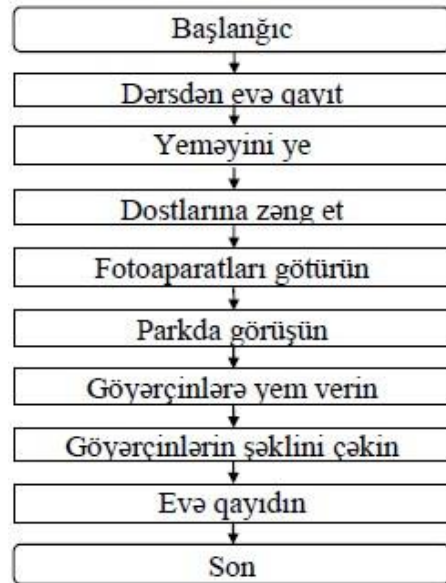 Başlanğıc
Dərsdən evə qayıt
Yeməyini ye
Dostlarına zəng et
Fotoaparatları götürün
Parkda görüşün
Göyərçinlərə yem verin
Göyərçinlərin şəklini çəkin
Evə qayıdın
Son